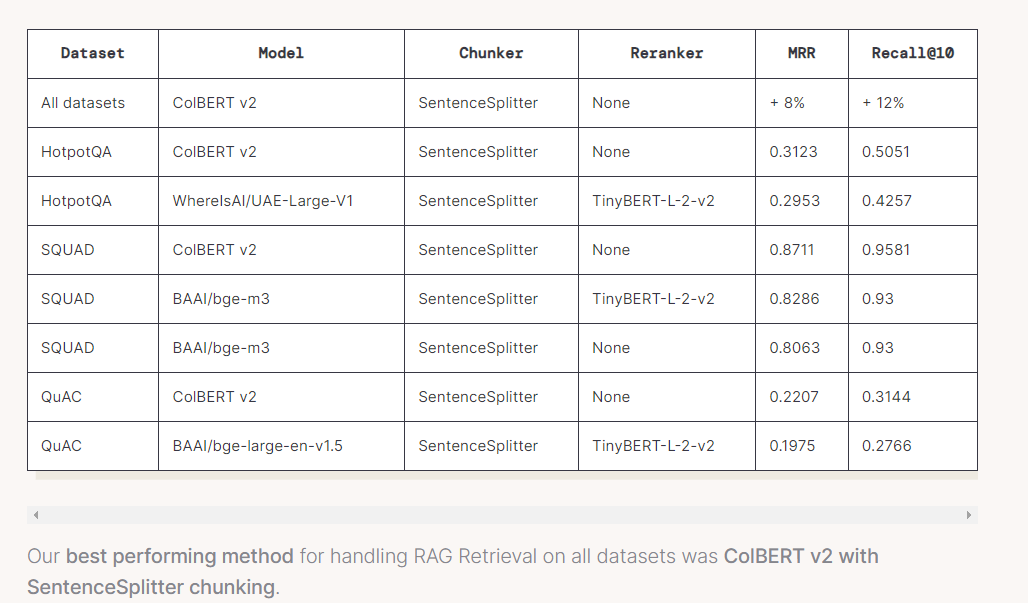 Dataset Model Chunker Reranker MRR Recall@10
All datasets ColBERT v2 SentenceSplitter None + 8% + 12%
HotpotQA ColBERT v2 SentenceSplitter None 0.3123 0.5051
HotpotQA WhereIsAI/UAE-Large-V1 SentenceSplitter TinyBERT-L-2-v2 0.2953 0.4257
SQUAD ColBERT v2 SentenceSplitter None 0.8711 0.9581
SQUAD BAAI/bge-m3 SentenceSplitter TinyBERT-L-2-v2 0.8286 0.93
SQUAD BAAI/bge-m3 SentenceSplitter None 0.8063 0.93
QuAC ColBERT v2 SentenceSplitter None 0.2207 0.3144
QuAC BAAI/bge-large-en-v1.5 SentenceSplitter TinyBERT-L-2-v2 0.1975 0.2766
Our best performing method for handling RAG Retrieval on all datasets was ColBERT v2 with
SentenceSplitter chunking.